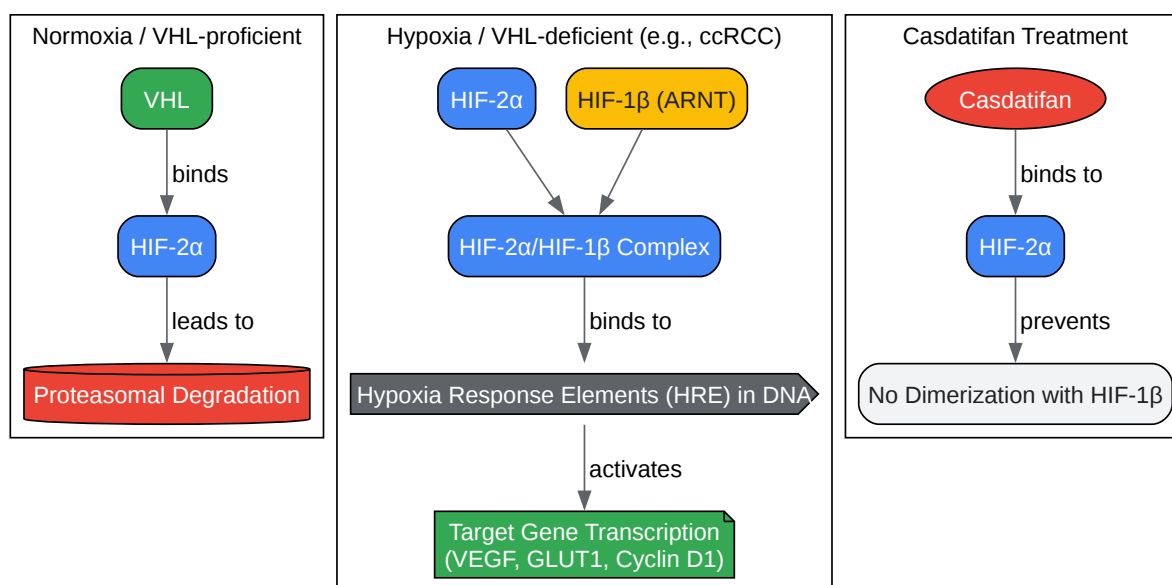 Normoxia / VHL-proficient
VHL
binds
HIF-2α
leads to
Proteasomal Degradation
Hypoxia / VHL-deficient (e.g., ccRCC)
HIF-2α
HIF-1β (ARNT)
HIF-2α/HIF-1β Complex
binds to
Hypoxia Response Elements (HRE) in DNA
activates
Target Gene Transcription
(VEGF, GLUT1, Cyclin D1)
Casdatifan Treatment
Casdatifan
binds to
HIF-2α
prevents
No Dimerization with HIF-1β